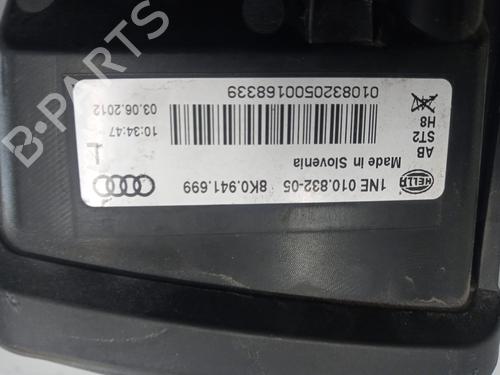 HELLA
1NE 010.832-05 8K0.941.699
Made in Slovenia
AB
ST2
H8
L
10:34:47
03.06.2012
0108320500168339
B-PARTS